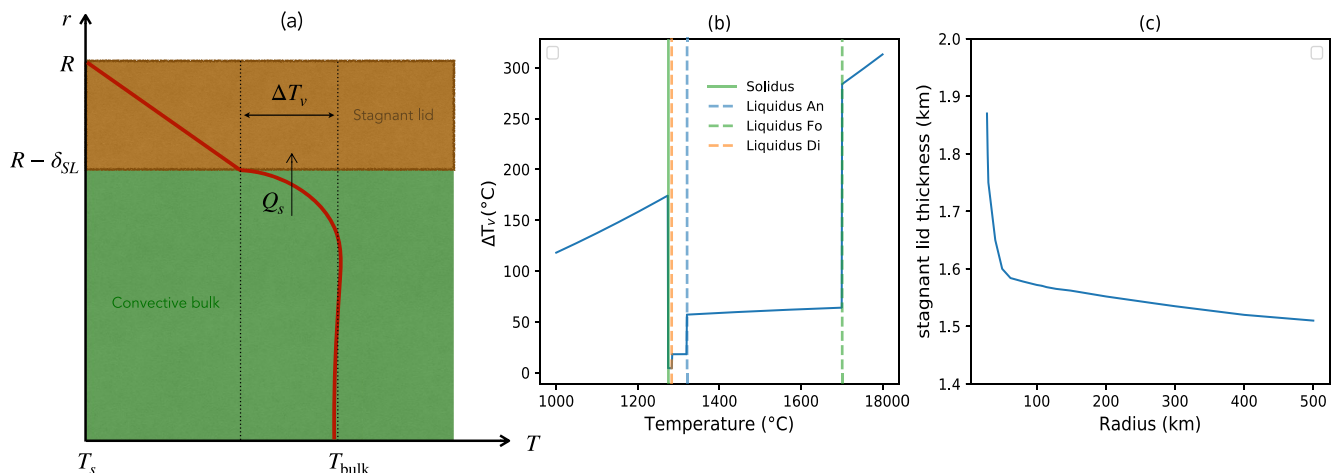 (a)
r
R
ΔTᵥ
Stagnant lid
R − δ_SL
Q_s
Convective bulk
T_s
T_bulk
T
(b)
ΔTᵥ(°C)
300
250
200
150
100
50
0
Solidus
Liquidus An
Liquidus Fo
Liquidus Di
1000
1200
1400
1600
18000
Temperature (°C)
(c)
stagnant lid thickness (km)
2.0
1.9
1.8
1.7
1.6
1.5
1.4
100
200
300
400
500
Radius (km)